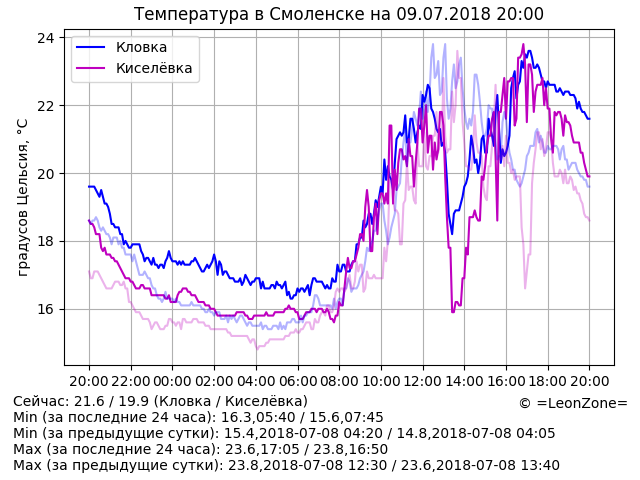 Температура в Смоленске на 09.07.2018 20:00
градусов Цельсия, °C
24
22
20
18
16
Кловка
Киселёвка
20:00 22:00 00:00 02:00 04:00 06:00 08:00 10:00 12:00 14:00 16:00 18:00 20:00
Сейчас: 21.6 / 19.9 (Кловка / Киселёвка)
© =LeonZone=
Min (за последние 24 часа): 16.3,05:40 / 15.6,07:45
Min (за предыдущие сутки): 15.4,2018-07-08 04:20 / 14.8,2018-07-08 04:05
Max (за последние 24 часа): 23.6,17:05 / 23.8,16:50
Max (за предыдущие сутки): 23.8,2018-07-08 12:30 / 23.6,2018-07-08 13:40